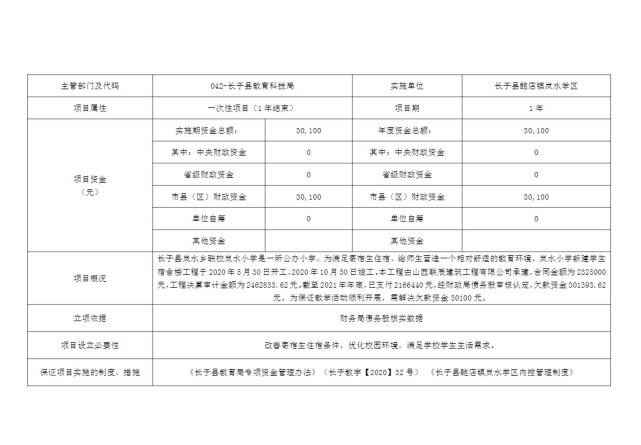 主管部门及代码 042-长子县教育科技局 实施单位 长子县鲍店镇岚水学区
项目属性 一次性项目（1年结束） 项目期 1年
项目资金
（元）
实施期资金总额： 30,100 年度资金总额： 30,100
其中：中央财政资金 0 其中：中央财政资金 0
省级财政资金 0 省级财政资金 0
市县（区）财政资金 30,100 市县（区）财政资金 30,100
单位自筹 0 单位自筹 0
其他资金 其他资金
项目概况
长子县岚水乡联校岚水小学是一所公办小学，为满足寄宿生住宿、给师生营造一个相对舒适的教育环境，岚水小学新建学生
宿舍楼工程于2020年5月30日开工，2020年10月30日竣工，本工程由山西联辰建筑工程有限公司承建，合同金额为2325000
元，工程决算审计金额为2462833.62元，截至2021年年底，已支付2166440元，经财政局债务股审核认定，欠款资金301393.62
元。为保证教学活动顺利开展，需解决欠款资金30100元。
立项依据 财务局债务股核实数据
项目设立必要性 改善寄宿生住宿条件，优化校园环境，满足学校学生生活需求。
保证项目实施的制度、措施 《长子县教育局专项资金管理办法》（长子教字【2020】32号） 《长子县鲍店镇岚水学区内控管理制度》